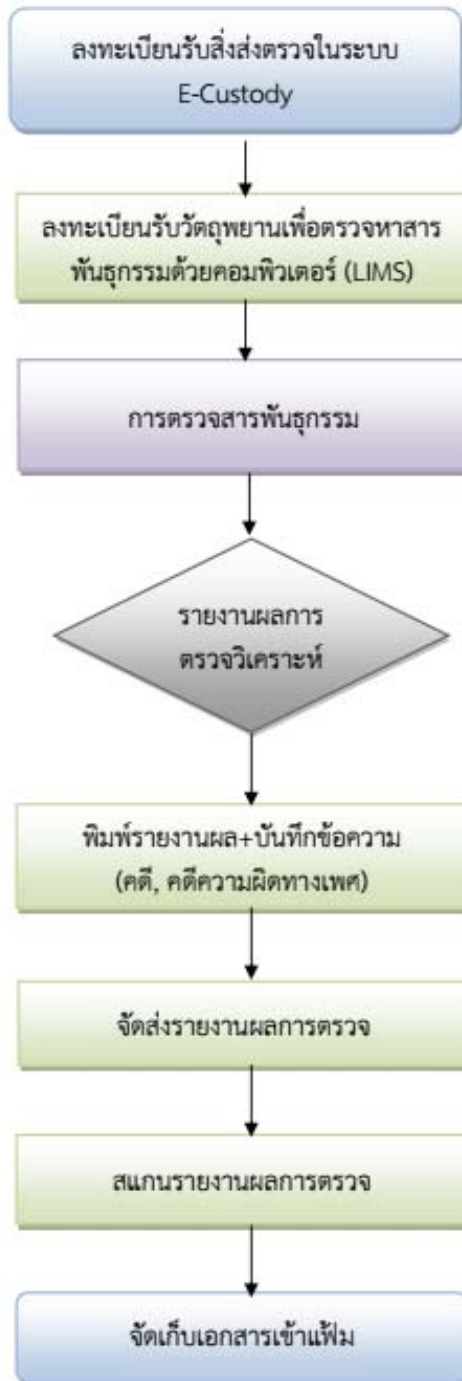 ลงทะเบียนรับสิ่งส่งตรวจในระบบ
E-Custody
ลงทะเบียนรับวัตถุพยานเพื่อตรวจหาสาร
พันธุกรรมด้วยคอมพิวเตอร์ (LIMS)
การตรวจสารพันธุกรรม
รายงานผลการ
ตรวจวิเคราะห์
พิมพ์รายงานผล+บันทึกข้อความ
(คดี, คดีความผิดทางเพศ)
จัดส่งรายงานผลการตรวจ
สแกนรายงานผลการตรวจ
จัดเก็บเอกสารเข้าแฟ้ม